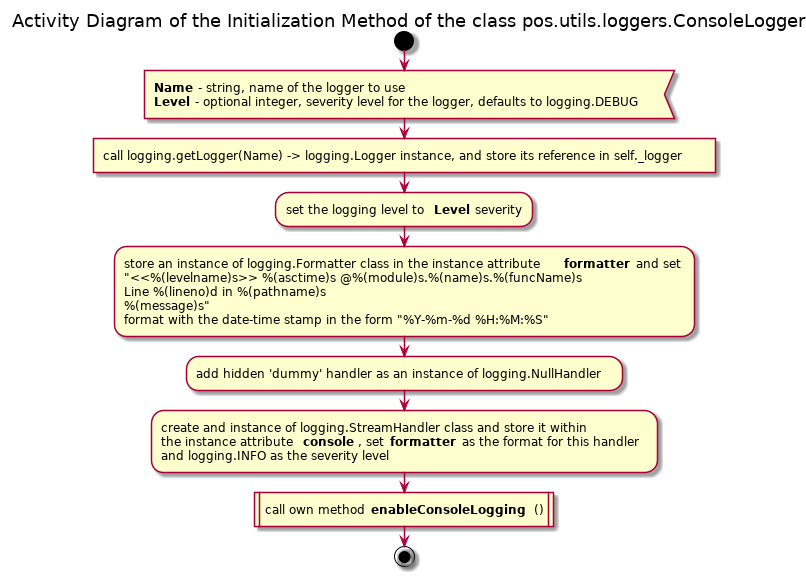 Activity Diagram of the Initialization Method of the class pos.utils.loggers.ConsoleLogger
Name - string, name of the logger to use
Level - optional integer, severity level for the logger, defaults to logging.DEBUG
call logging.getLogger(Name) -> logging.Logger instance, and store its reference in self._logger
set the logging level to Level severity
store an instance of logging.Formatter class in the instance attribute formatter and set
"<<%(levelname)s>> %(asctime)s @%(module)s.%(name)s.%(funcName)s
Line %(lineno)d in %(pathname)s
%(message)s"
format with the date-time stamp in the form "%Y-%m-%d %H:%M:%S"
add hidden 'dummy' handler as an instance of logging.NullHandler
create and instance of logging.StreamHandler class and store it within
the instance attribute console , set formatter as the format for this handler
and logging.INFO as the severity level
call own method enableConsoleLogging ()